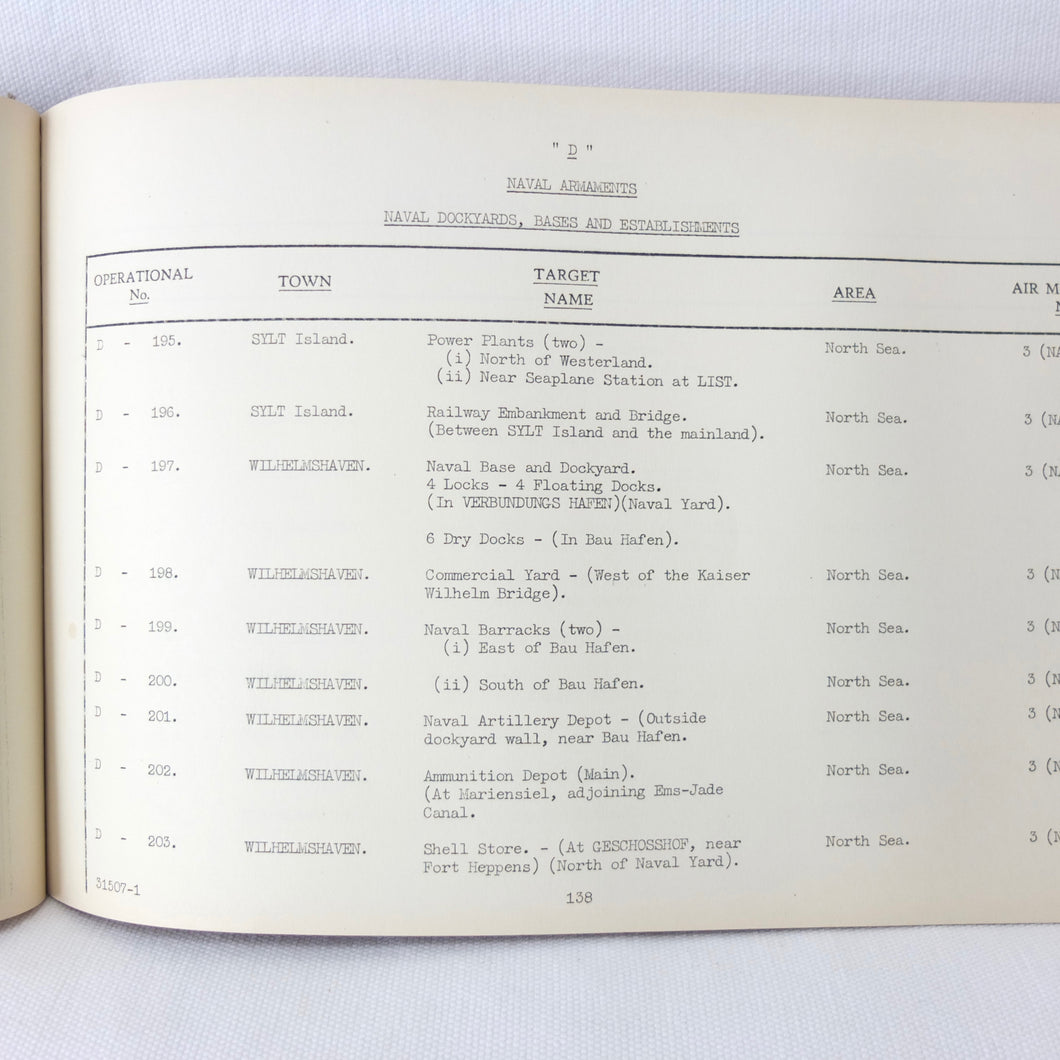 " D "
NAVAL ARMAMENTS
NAVAL DOCKYARDS, BASES AND ESTABLISHMENTS
OPERATIONAL No. TOWN TARGET NAME AREA AIR M
D - 195. SYLT Island. Power Plants (two) - North Sea. 3 (NA
(i) North of Westerland.
(ii) Near Seaplane Station at LIST.
D - 196. SYLT Island. Railway Embankment and Bridge. North Sea. 3 (NA
(Between SYLT Island and the mainland).
D - 197. WILHELMSHAVEN. Naval Base and Dockyard. North Sea. 3 (NA
4 Locks - 4 Floating Docks.
(In VERBUNDUNGS HAFEN)(Naval Yard).
6 Dry Docks - (In Bau Hafen).
D - 198. WILHELMSHAVEN. Commercial Yard - (West of the Kaiser North Sea. 3 (N
Wilhelm Bridge).
D - 199. WILHELMSHAVEN. Naval Barracks (two) - North Sea. 3 (N
(i) East of Bau Hafen.
D - 200. WILHELMSHAVEN. (ii) South of Bau Hafen. North Sea. 3 (N
D - 201. WILHELMSHAVEN. Naval Artillery Depot - (Outside North Sea. 3 (N
dockyard wall, near Bau Hafen.
D - 202. WILHELMSHAVEN. Ammunition Depot (Main). North Sea. 3 (N
(At Mariensiel, adjoining Ems-Jade
Canal.
D - 203. WILHELMSHAVEN. Shell Store. - (At GESCHOSSHOF, near North Sea. 3 (N
Fort Heppens) (North of Naval Yard).
31507-1
138